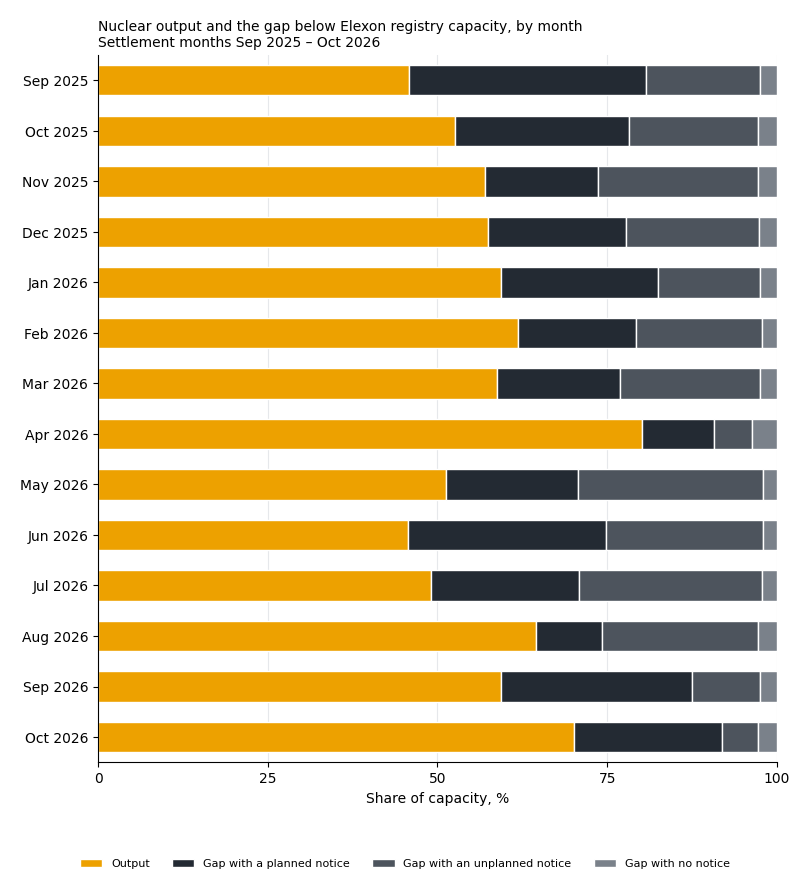 Nuclear output and the gap below Elexon registry capacity, by month
Settlement months Sep 2025 – Oct 2026
Sep 2025
Oct 2025
Nov 2025
Dec 2025
Jan 2026
Feb 2026
Mar 2026
Apr 2026
May 2026
Jun 2026
Jul 2026
Aug 2026
Sep 2026
Oct 2026
0 25 50 75 100
Share of capacity, %
Output Gap with a planned notice Gap with an unplanned notice Gap with no notice